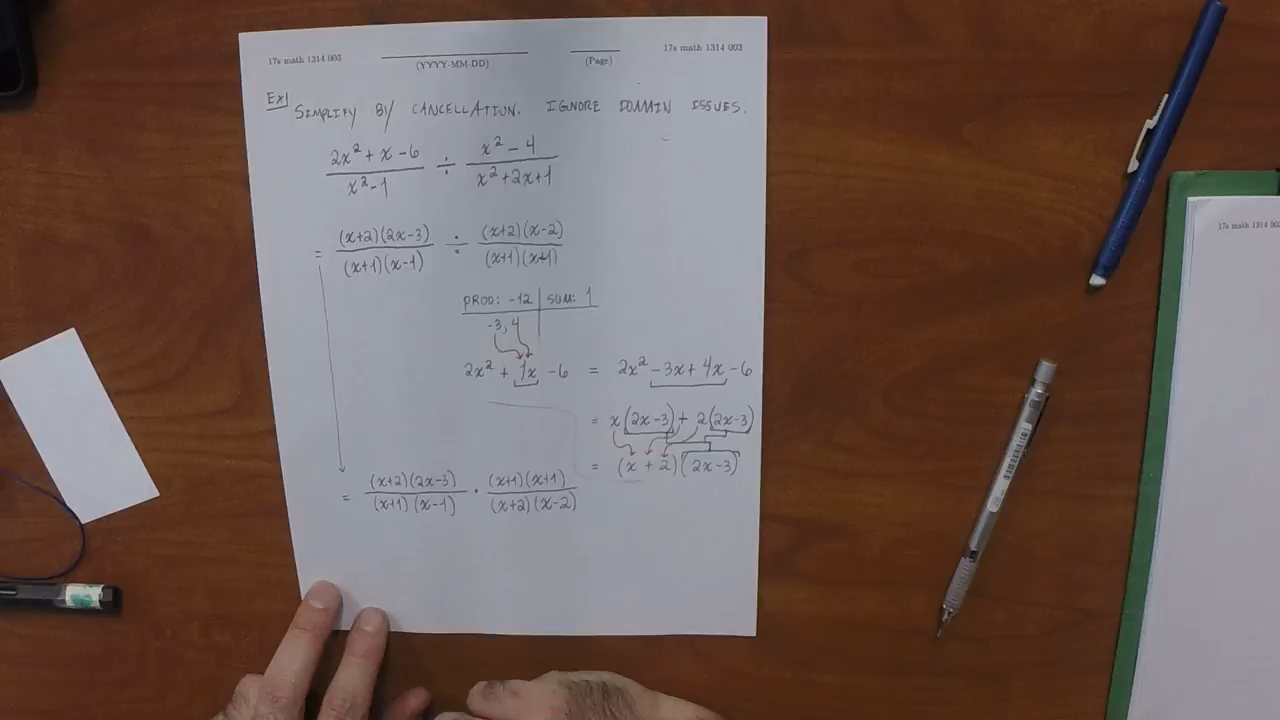 17s math 1314 003 (YYYY-MM-DD) (Page) 17s math 1314 003
Ex1 SIMPLIFY BY CANCELLATION. IGNORE DOMAIN ISSUES.
2x² + x - 6 / x² - 1 ÷ x² - 4 / x² + 2x + 1
= (x+2)(2x-3) / (x+1)(x-1) ÷ (x+2)(x-2) / (x+1)(x+1)
PROD: -12 | SUM: 1
-3, 4
2x² + 1x - 6 = 2x² - 3x + 4x - 6
= x(2x-3) + 2(2x-3)
= (x + 2)(2x-3)
= (x+2)(2x-3) / (x+1)(x-1) · (x+1)(x+1) / (x+2)(x-2)
17s math 1314 003